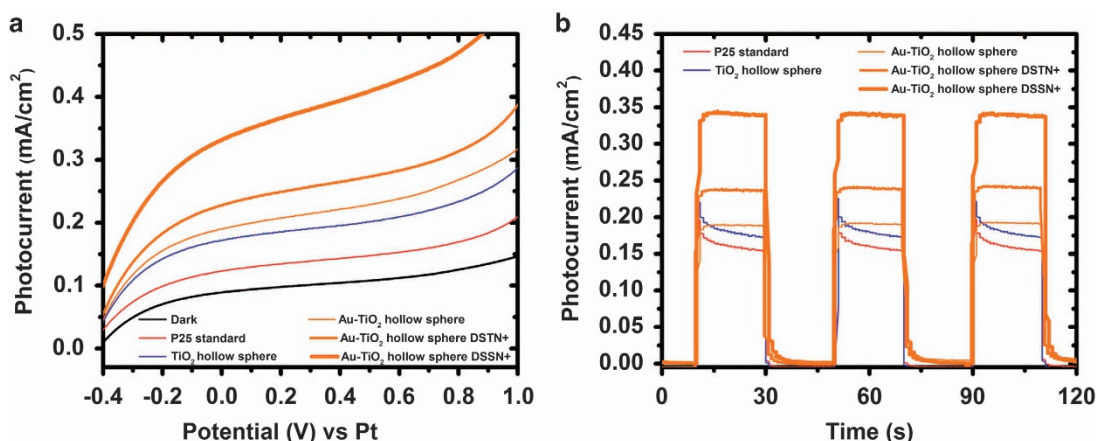 a
Photocurrent (mA/cm²)
0.5
0.4
0.3
0.2
0.1
0.0
Dark
P25 standard
TiO₂ hollow sphere
Au-TiO₂ hollow sphere
Au-TiO₂ hollow sphere DSTN+
Au-TiO₂ hollow sphere DSSN+
-0.4 -0.2 0.0 0.2 0.4 0.6 0.8 1.0
Potential (V) vs Pt
b
Photocurrent (mA/cm²)
0.45
0.40
0.35
0.30
0.25
0.20
0.15
0.10
0.05
0.00
P25 standard
TiO₂ hollow sphere
Au-TiO₂ hollow sphere
Au-TiO₂ hollow sphere DSTN+
Au-TiO₂ hollow sphere DSSN+
0 30 60 90 120
Time (s)